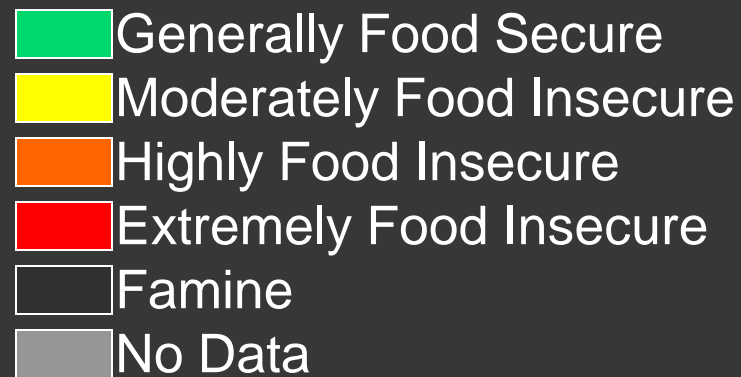 Generally Food Secure
Moderately Food Insecure
Highly Food Insecure
Extremely Food Insecure
Famine
No Data